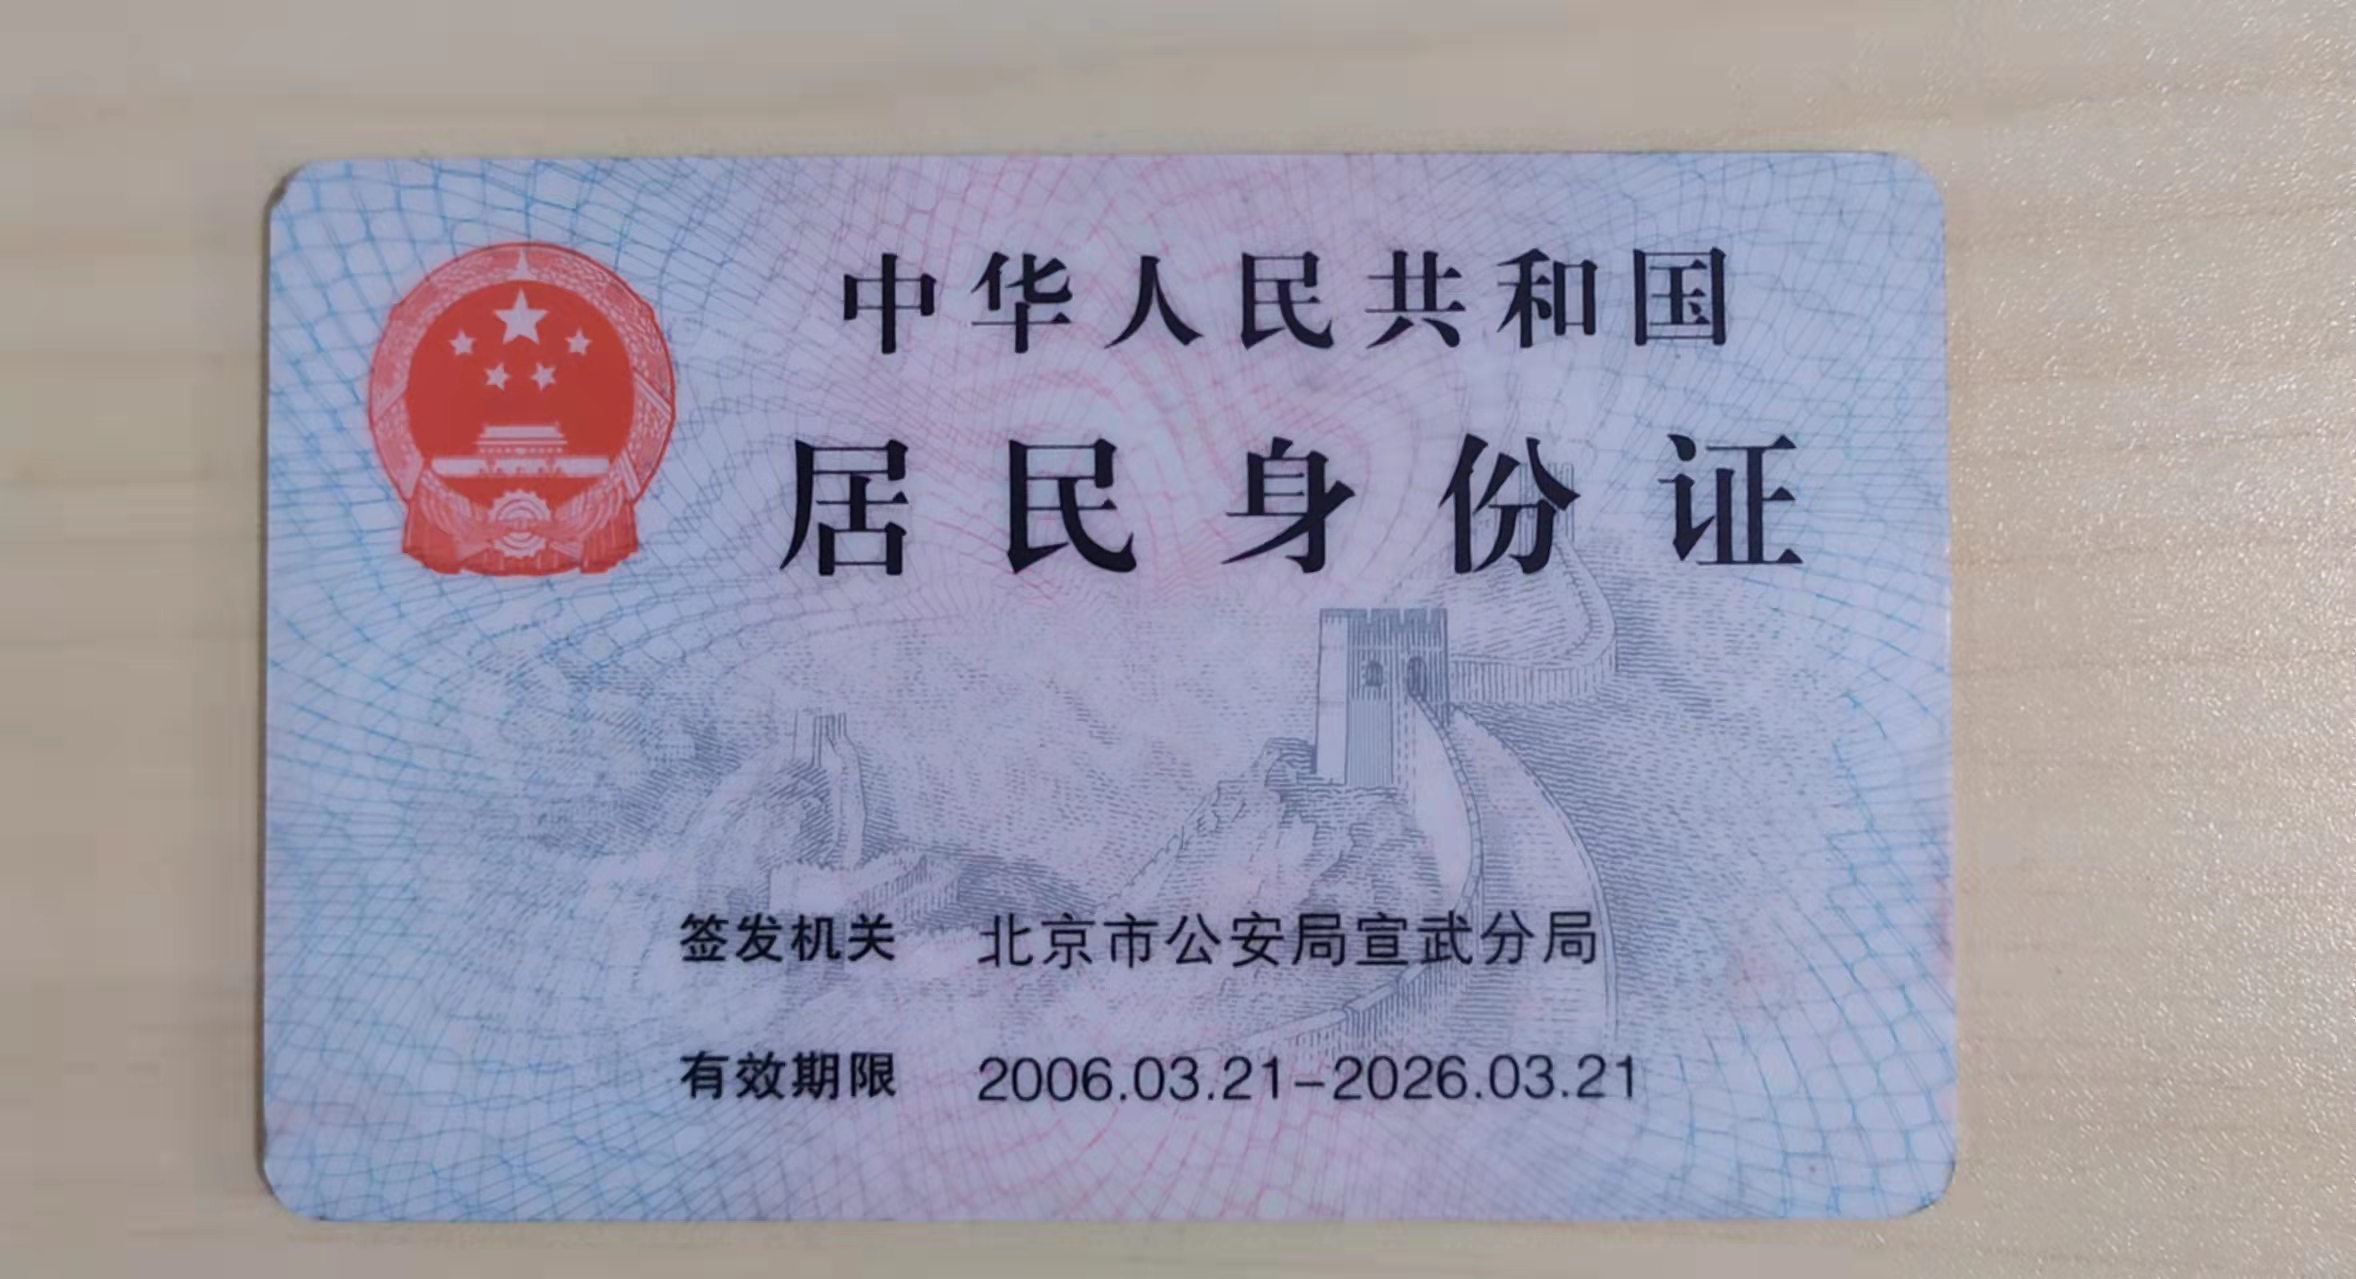 中华人民共和国
居民身份证
签发机关 北京市公安局宣武分局
有效期限 2006.03.21-2026.03.21